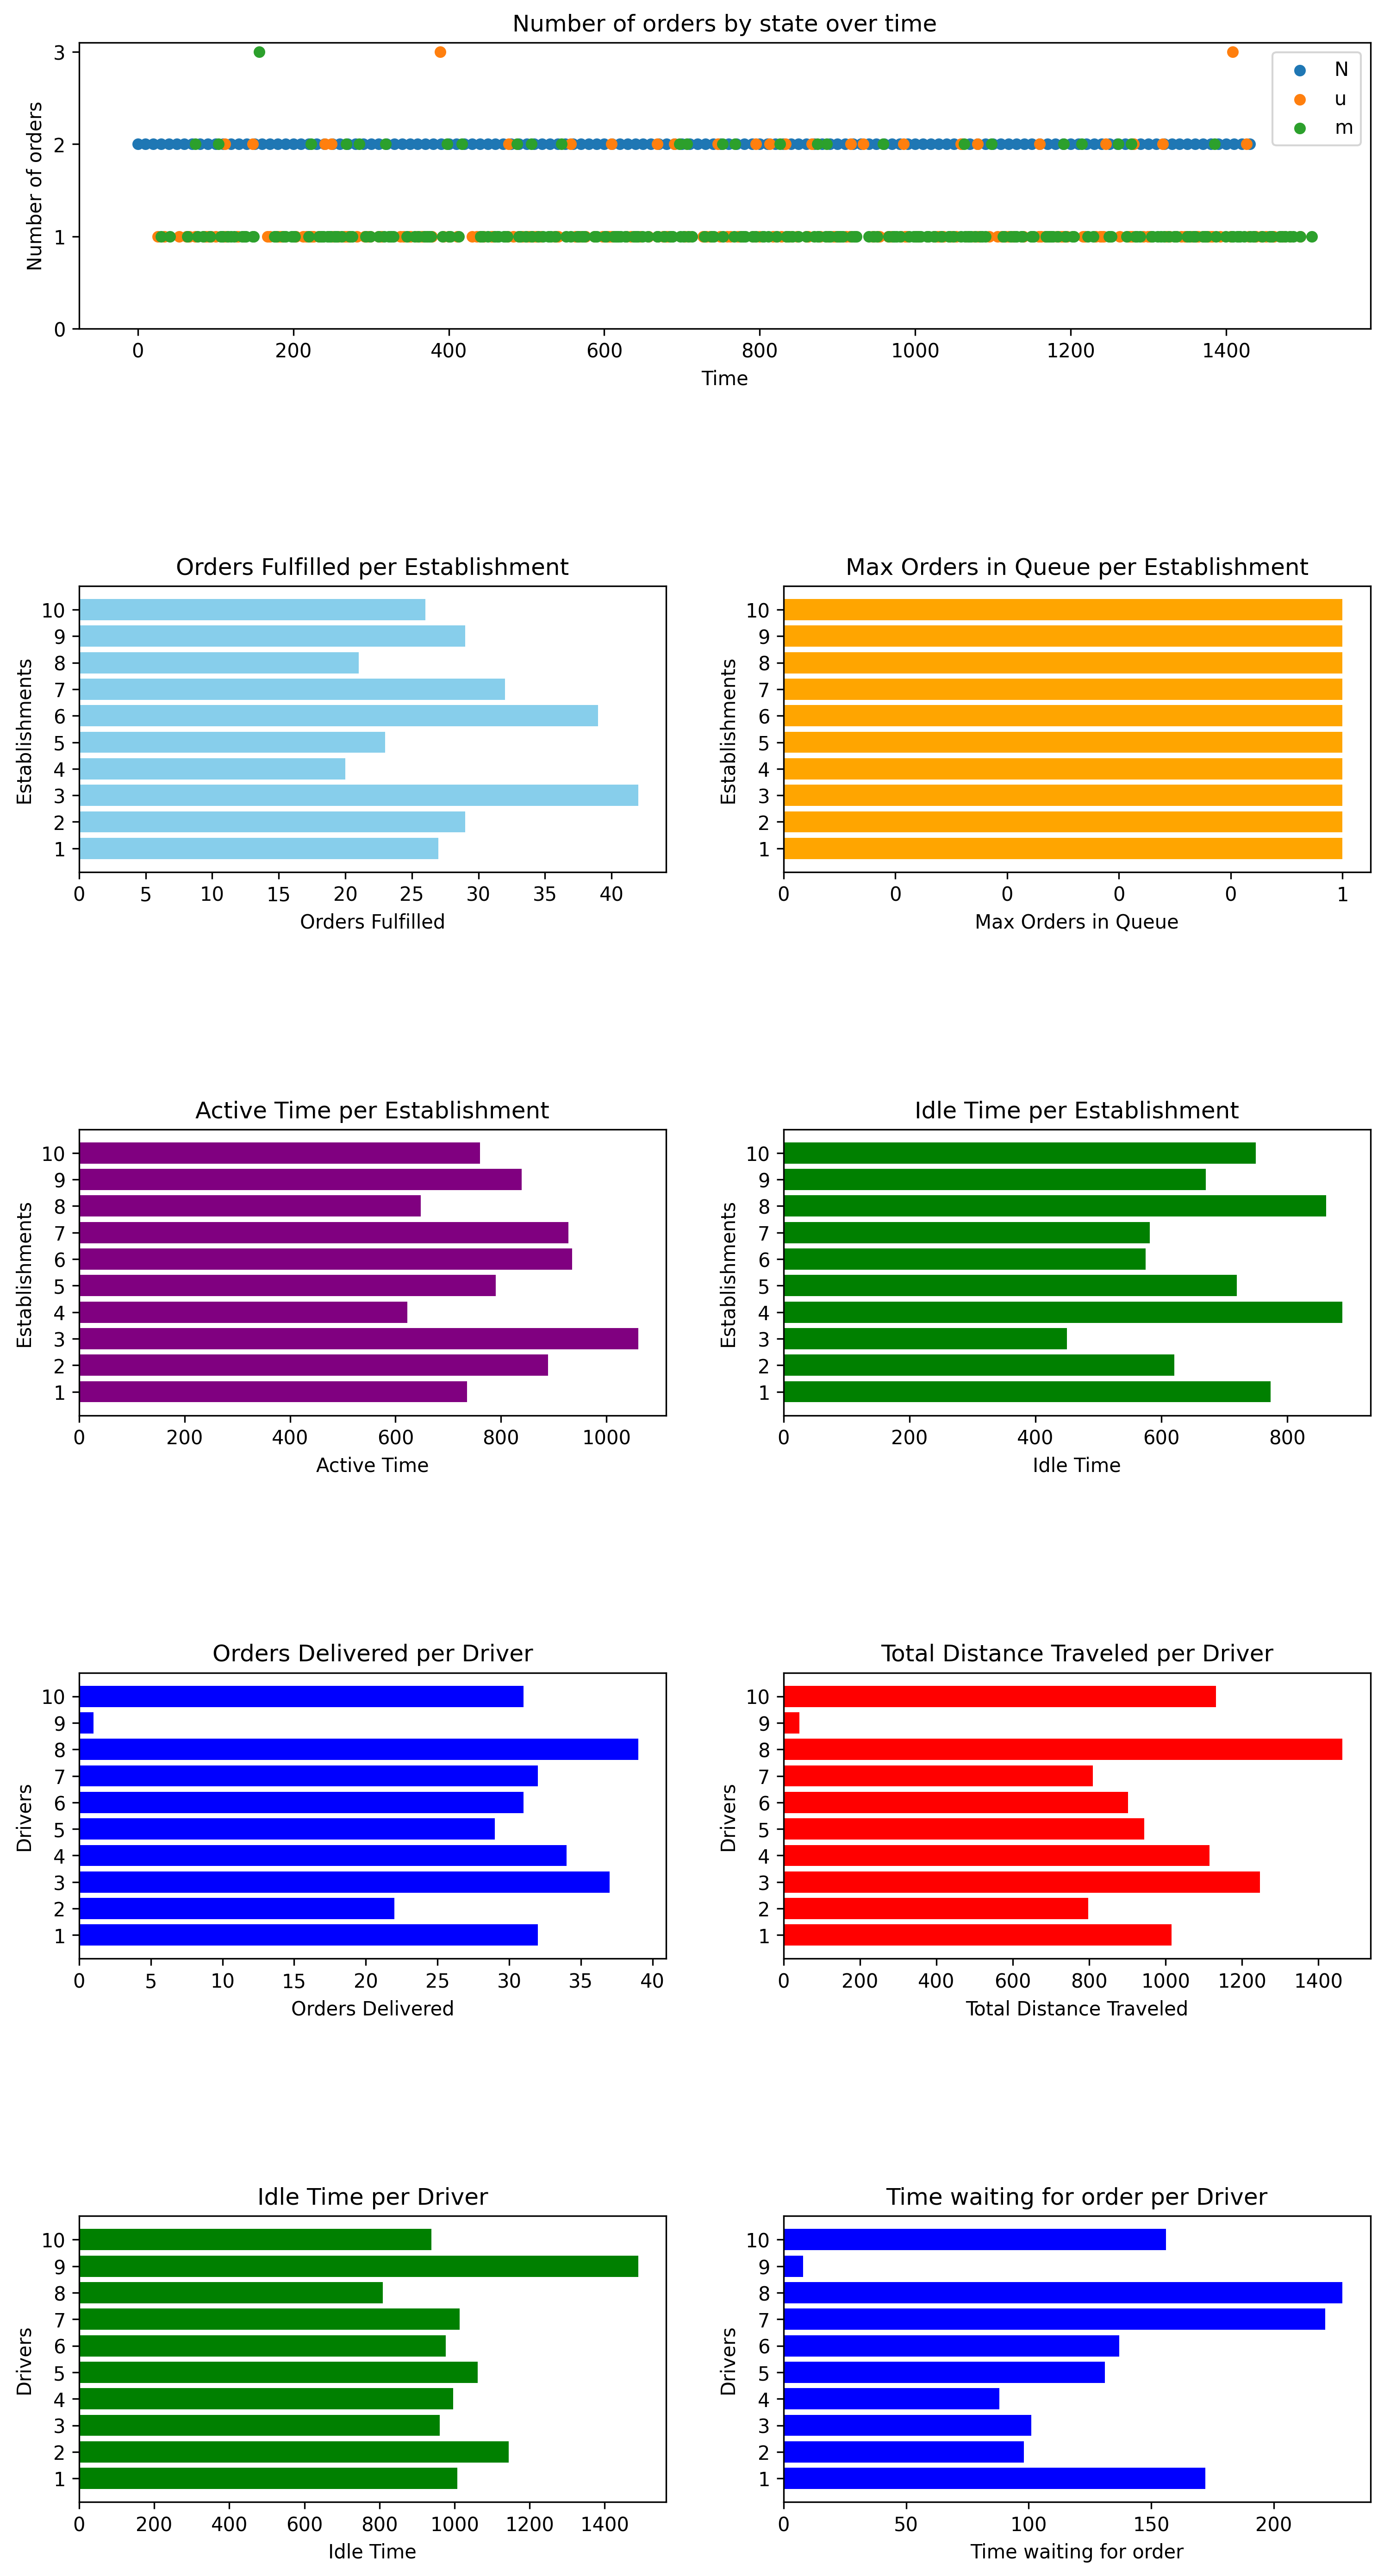 Number of orders by state over time
Number of orders
3
2
1
0
N
u
m
0 200 400 600 800 1000 1200 1400
Time
Orders Fulfilled per Establishment
Establishments
10
9
8
7
6
5
4
3
2
1
0 5 10 15 20 25 30 35 40
Orders Fulfilled
Max Orders in Queue per Establishment
Establishments
10
9
8
7
6
5
4
3
2
1
0 0 0 0 0 1
Max Orders in Queue
Active Time per Establishment
Establishments
10
9
8
7
6
5
4
3
2
1
0 200 400 600 800 1000
Active Time
Idle Time per Establishment
Establishments
10
9
8
7
6
5
4
3
2
1
0 200 400 600 800
Idle Time
Orders Delivered per Driver
Drivers
10
9
8
7
6
5
4
3
2
1
0 5 10 15 20 25 30 35 40
Orders Delivered
Total Distance Traveled per Driver
Drivers
10
9
8
7
6
5
4
3
2
1
0 200 400 600 800 1000 1200 1400
Total Distance Traveled
Idle Time per Driver
Drivers
10
9
8
7
6
5
4
3
2
1
0 200 400 600 800 1000 1200 1400
Idle Time
Time waiting for order per Driver
Drivers
10
9
8
7
6
5
4
3
2
1
0 50 100 150 200
Time waiting for order